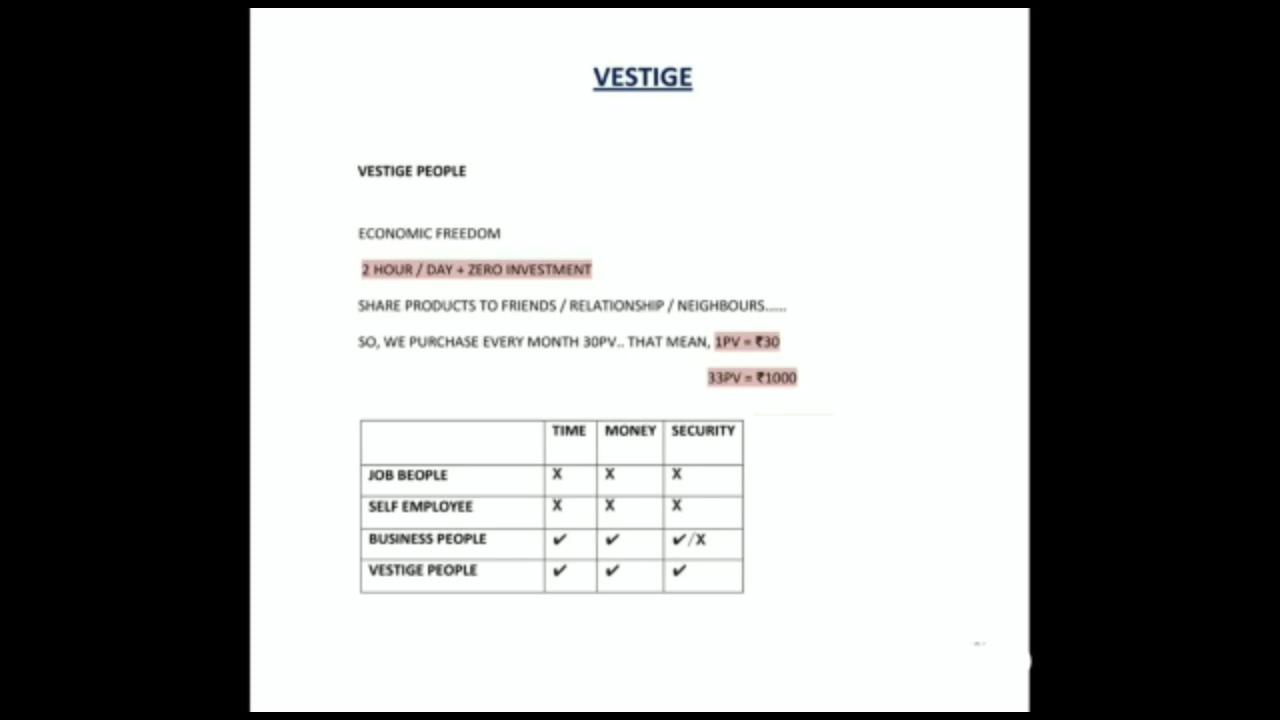 VESTIGE
VESTIGE PEOPLE
ECONOMIC FREEDOM
2 HOUR / DAY + ZERO INVESTMENT
SHARE PRODUCTS TO FRIENDS / RELATIONSHIP / NEIGHBOURS......
SO, WE PURCHASE EVERY MONTH 30PV.. THAT MEAN, 1PV = ₹30
33PV = ₹1000
TIME MONEY SECURITY
JOB BEOPLE X X X
SELF EMPLOYEE X X X
BUSINESS PEOPLE ✔ ✔ ✔/X
VESTIGE PEOPLE ✔ ✔ ✔